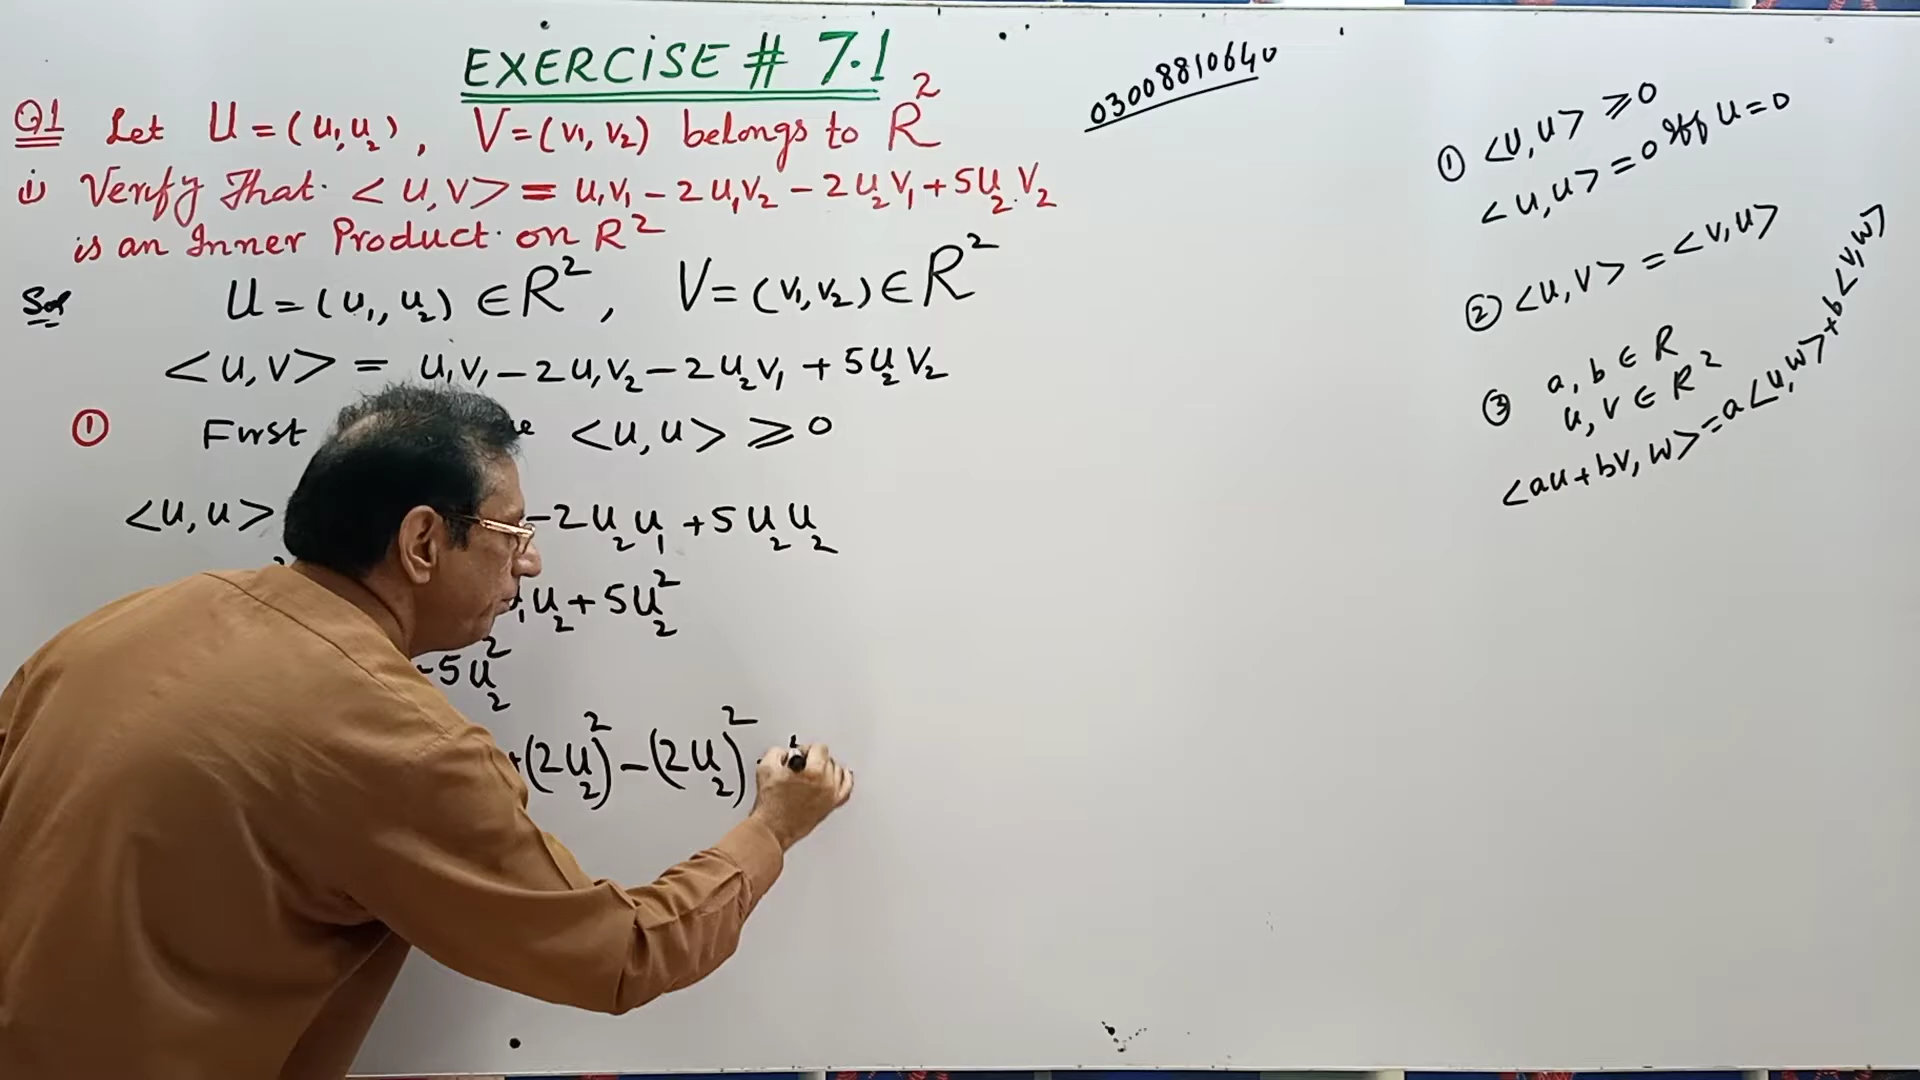 EXERCISE # 7.1
03008810640
Q1 Let U = (u₁, u₂), V = (v₁, v₂) belongs to R²
i) Verify That. <u, v> = u₁v₁ - 2u₁v₂ - 2u₂v₁ + 5u₂.v₂
is an Inner Product. on R²
Sol U = (u₁, u₂) ∈ R², V = (v₁, v₂) ∈ R²
<u, v> = u₁v₁ - 2u₁v₂ - 2u₂v₁ + 5u₂v₂
① First <u, u> ≥ 0
<u, u> - 2u₂u₁ + 5u₂u₂
u₂ + 5u₂²
5u₂²
+ (2u₂)² - (2u₂)²
① <u, u> ≥ 0
<u, u> = 0 iff u = 0
② <u, v> = <v, u>
③ a, b ∈ R
u, v ∈ R²
<au + bv, w> = a<u, w> + b<v, w>